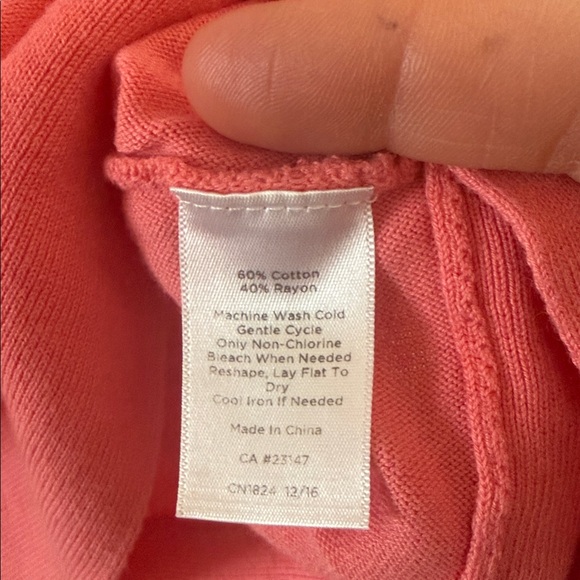 60% Cotton
40% Rayon
Machine Wash Cold
Gentle Cycle
Only Non-Chlorine
Bleach When Needed
Reshape, Lay Flat To
Dry
Cool Iron If Needed
Made in China
CA #23147
CN1824 12/16